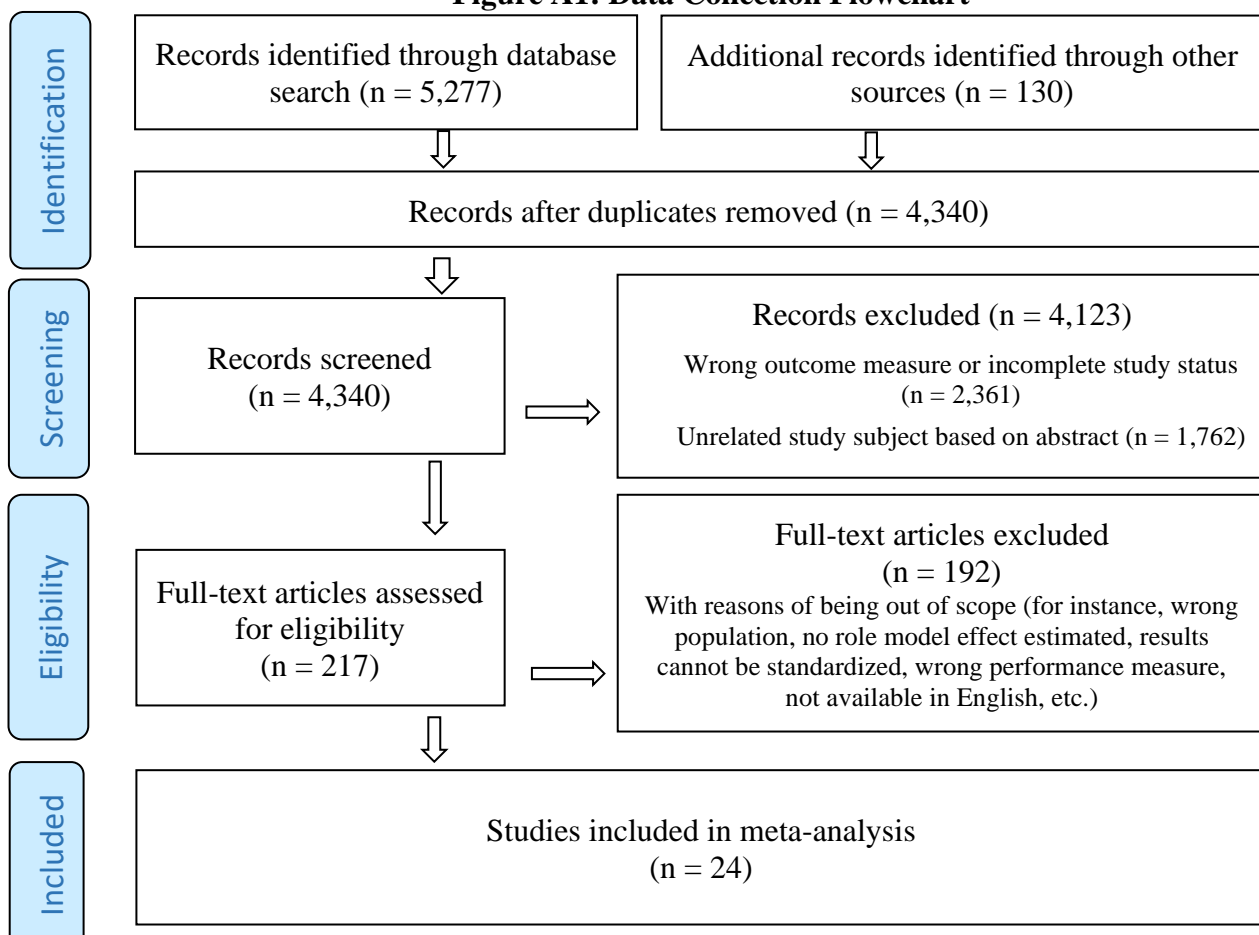 Figure A1: Data Collection Flowchart
Identification
Records identified through database
search (n = 5,277)
Additional records identified through other
sources (n = 130)
Records after duplicates removed (n = 4,340)
Screening
Records screened
(n = 4,340)
Records excluded (n = 4,123)
Wrong outcome measure or incomplete study status
(n = 2,361)
Unrelated study subject based on abstract (n = 1,762)
Eligibility
Full-text articles assessed
for eligibility
(n = 217)
Full-text articles excluded
(n = 192)
With reasons of being out of scope (for instance, wrong
population, no role model effect estimated, results
cannot be standardized, wrong performance measure,
not available in English, etc.)
Included
Studies included in meta-analysis
(n = 24)